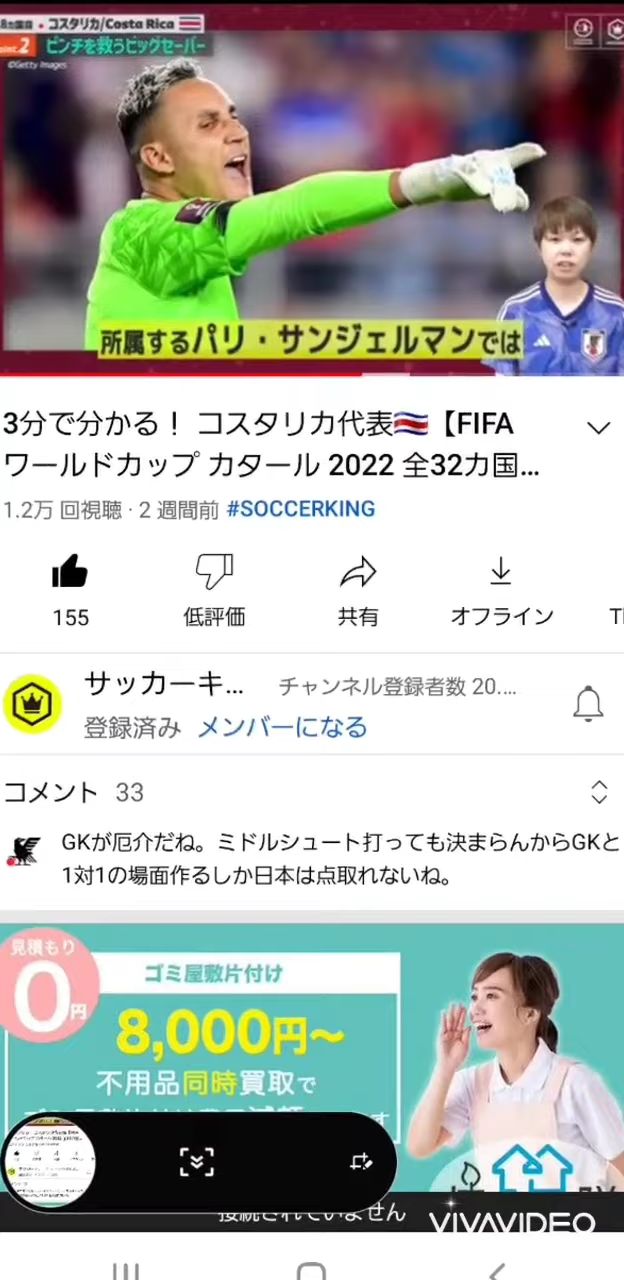 コスタリカ/Costa Rica
ピンチを救うビッグセーバー
©Getty Images
所属するパリ・サンジェルマンでは
3分で分かる！ コスタリカ代表🇨🇷【FIFA
ワールドカップ カタール 2022 全32カ国...
1.2万 回視聴 · 2 週間前 #SOCCERKING
155
低評価
共有
オフライン
サッカーキ...
チャンネル登録者数 20....
登録済み メンバーになる
コメント 33
GKが厄介だね。ミドルシュート打っても決まらんからGKと
1対1の場面作るしか日本は点取れないね。
見積もり
0円
ゴミ屋敷片付け
8,000円～
不用品同時買取で
接続されていません
VIVAVIDEO